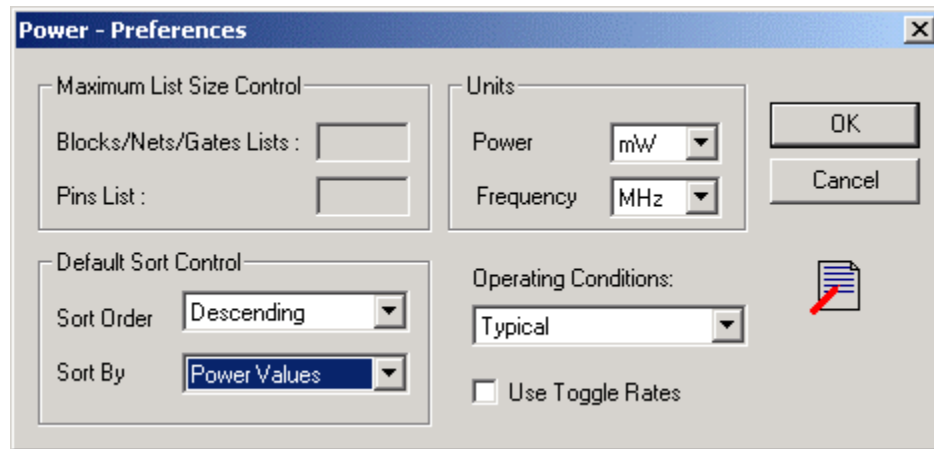 Power - Preferences
Maximum List Size Control
Blocks/Nets/Gates Lists :
Pins List :
Units
Power mW
Frequency MHz
OK
Cancel
Default Sort Control
Sort Order Descending
Sort By Power Values
Operating Conditions:
Typical
Use Toggle Rates